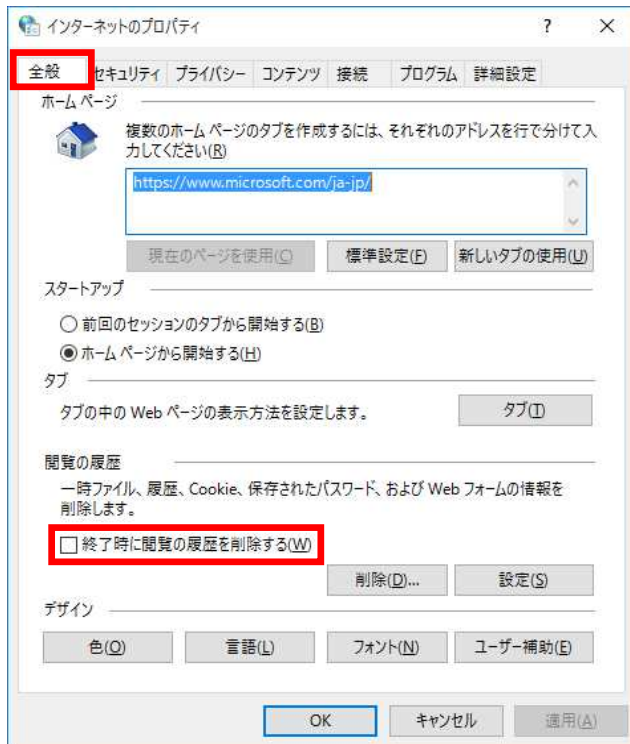 インターネットのプロパティ ? ×
全般 セキュリティ プライバシー コンテンツ 接続 プログラム 詳細設定
ホーム ページ
複数のホーム ページのタブを作成するには、それぞれのアドレスを行で分けて入
力してください(R)
https://www.microsoft.com/ja-jp/
現在のページを使用(C) 標準設定(F) 新しいタブの使用(U)
スタートアップ
前回のセッションのタブから開始する(B)
ホーム ページから開始する(H)
タブ
タブの中の Web ページの表示方法を設定します。 タブ(T)
閲覧の履歴
一時ファイル、履歴、Cookie、保存されたパスワード、および Web フォームの情報を
削除します。
終了時に閲覧の履歴を削除する(W)
削除(D)... 設定(S)
デザイン
色(O) 言語(L) フォント(N) ユーザー補助(E)
OK キャンセル 適用(A)